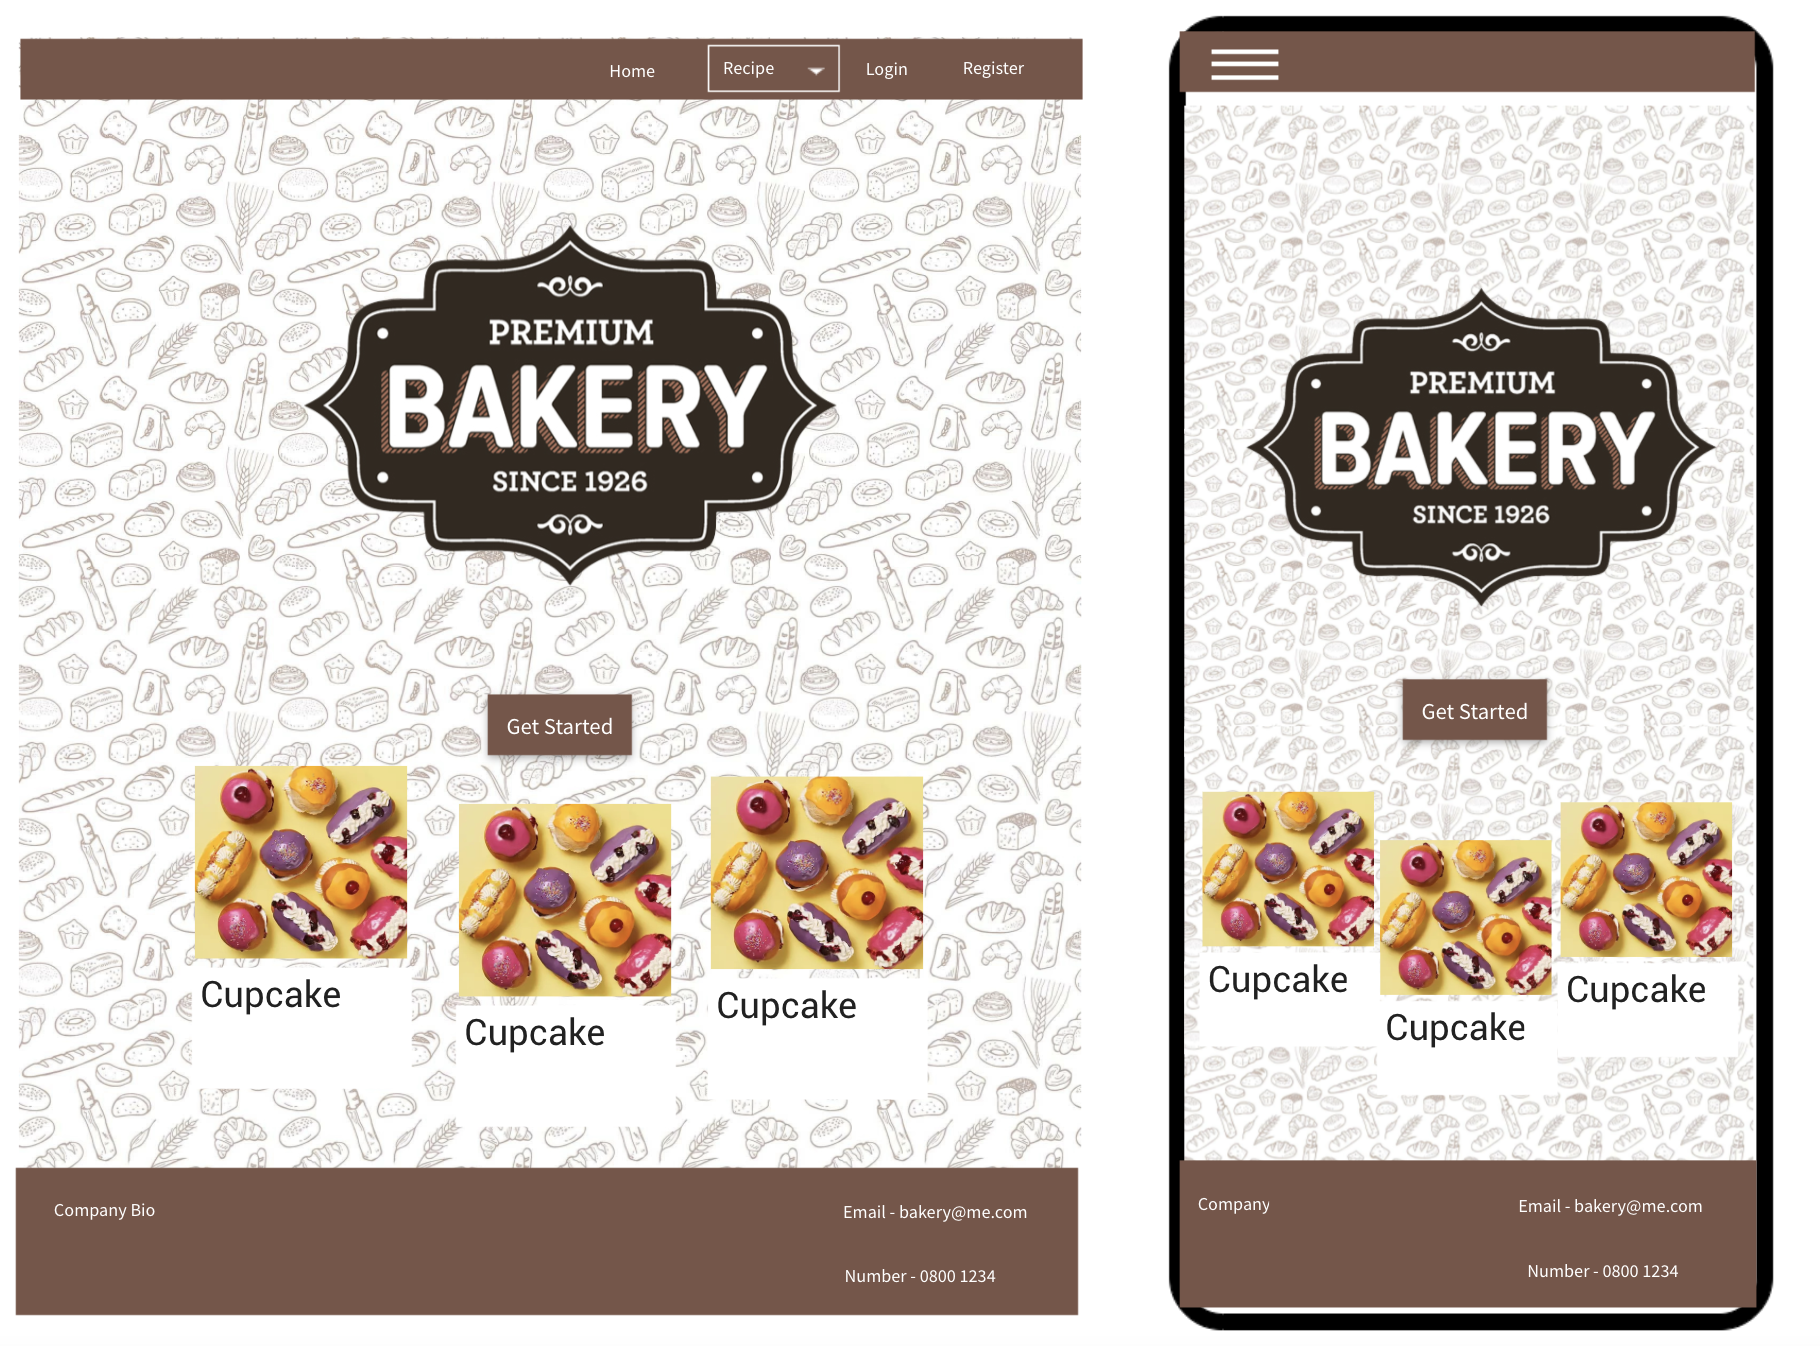 Home
Recipe
Login
Register
PREMIUM
BAKERY
SINCE 1926
Get Started
Cupcake
Cupcake
Cupcake
Company Bio
Email - bakery@me.com
Number - 0800 1234
PREMIUM
BAKERY
SINCE 1926
Get Started
Cupcake
Cupcake
Cupcake
Company
Email - bakery@me.com
Number - 0800 1234